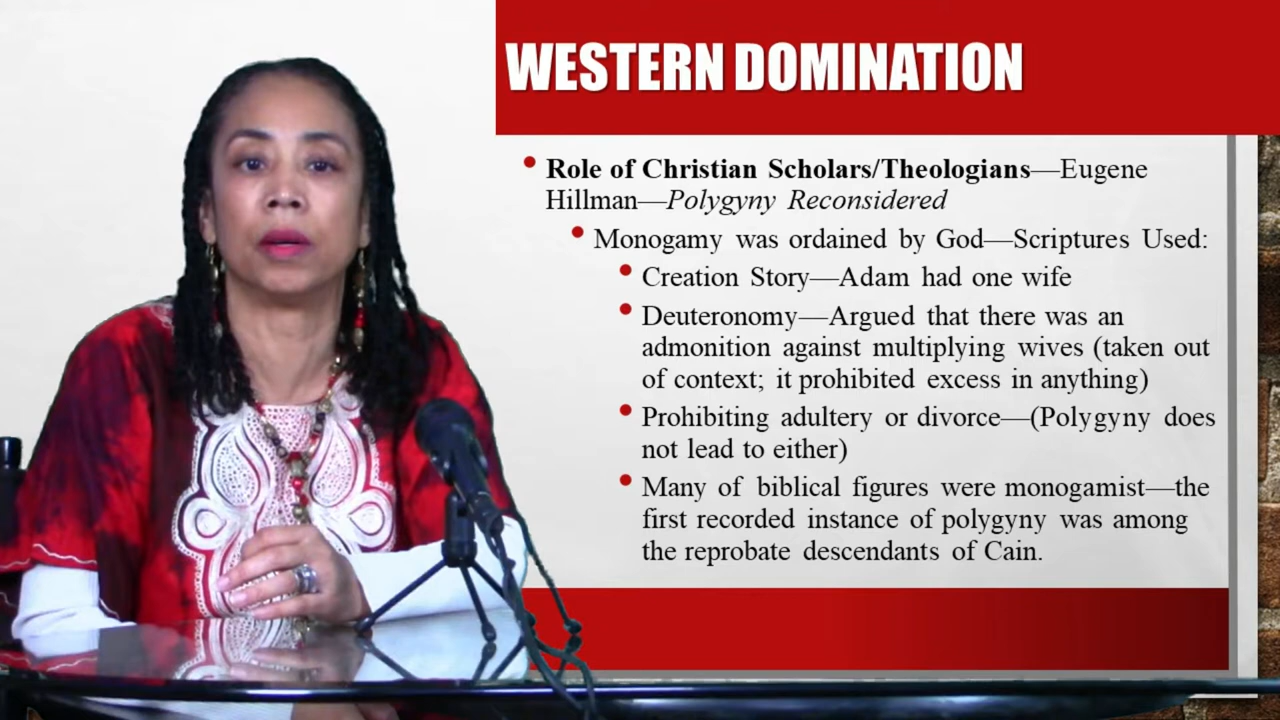 WESTERN DOMINATION
• Role of Christian Scholars/Theologians—Eugene
Hillman—Polygyny Reconsidered
• Monogamy was ordained by God—Scriptures Used:
• Creation Story—Adam had one wife
• Deuteronomy—Argued that there was an
admonition against multiplying wives (taken out
of context; it prohibited excess in anything)
• Prohibiting adultery or divorce—(Polygyny does
not lead to either)
• Many of biblical figures were monogamist—the
first recorded instance of polygyny was among
the reprobate descendants of Cain.